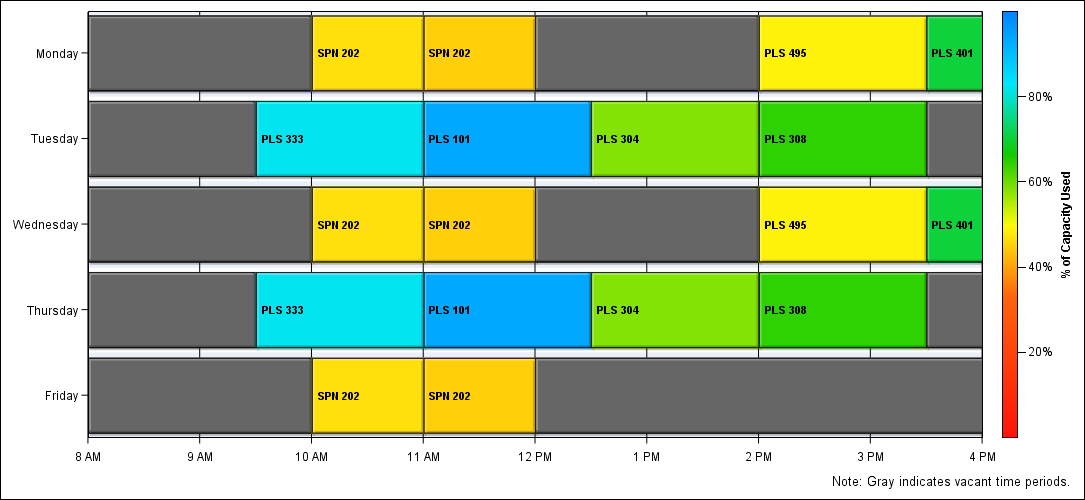 Monday SPN 202 SPN 202 PLS 495 PLS 401
Tuesday PLS 333 PLS 101 PLS 304 PLS 308
Wednesday SPN 202 SPN 202 PLS 495 PLS 401
Thursday PLS 333 PLS 101 PLS 304 PLS 308
Friday SPN 202 SPN 202
8 AM 9 AM 10 AM 11 AM 12 PM 1 PM 2 PM 3 PM 4 PM
80%
60%
40%
20%
% of Capacity Used
Note: Gray indicates vacant time periods.